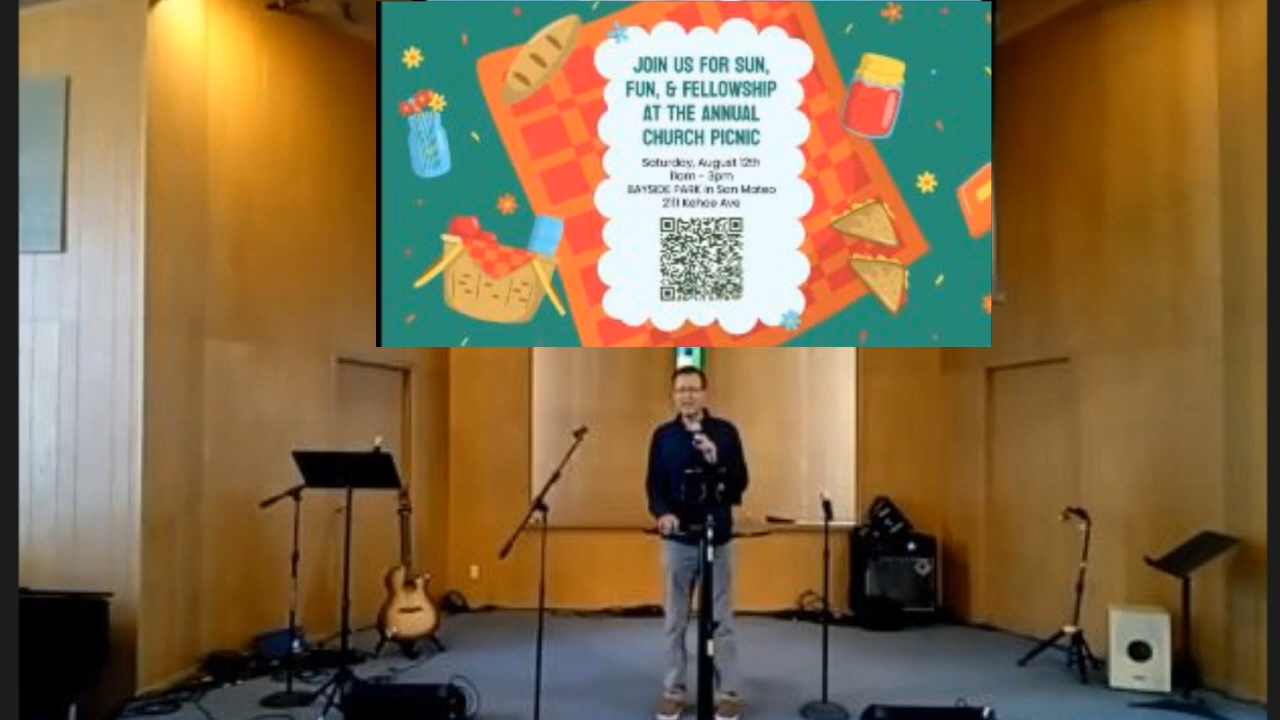 JOIN US FOR SUN,
FUN, & FELLOWSHIP
AT THE ANNUAL
CHURCH PICNIC
Saturday, August 12th
11am - 3pm
BAYSIDE PARK in San Mateo
2111 Kehoe Ave